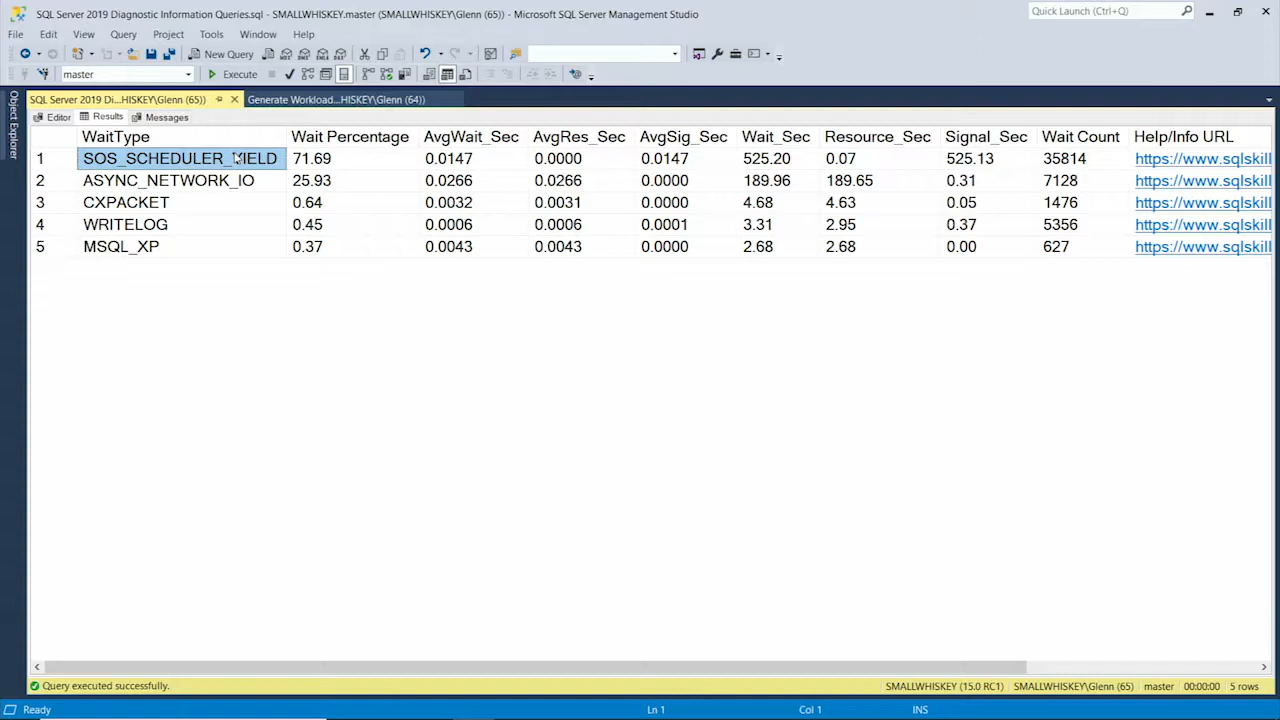 SQL Server 2019 Diagnostic Information Queries.sql - SMALLWHISKEY.master (SMALLWHISKEY\Glenn (65)) - Microsoft SQL Server Management Studio
Quick Launch (Ctrl+Q)
File Edit View Query Project Tools Window Help
New Query
master Execute
SQL Server 2019 Di...HISKEY\Glenn (65)) Generate Workload...HISKEY\Glenn (64))
Object Explorer
Editor Results Messages
WaitType Wait Percentage AvgWait_Sec AvgRes_Sec AvgSig_Sec Wait_Sec Resource_Sec Signal_Sec Wait Count Help/Info URL
1 SOS_SCHEDULER_YIELD 71.69 0.0147 0.0000 0.0147 525.20 0.07 525.13 35814 https://www.sqlskill
2 ASYNC_NETWORK_IO 25.93 0.0266 0.0266 0.0000 189.96 189.65 0.31 7128 https://www.sqlskill
3 CXPACKET 0.64 0.0032 0.0031 0.0000 4.68 4.63 0.05 1476 https://www.sqlskill
4 WRITELOG 0.45 0.0006 0.0006 0.0001 3.31 2.95 0.37 5356 https://www.sqlskill
5 MSQL_XP 0.37 0.0043 0.0043 0.0000 2.68 2.68 0.00 627 https://www.sqlskill
Query executed successfully. SMALLWHISKEY (15.0 RC1) SMALLWHISKEY\Glenn (65) master 00:00:00 5 rows
Ready Ln 1 Col 1 INS